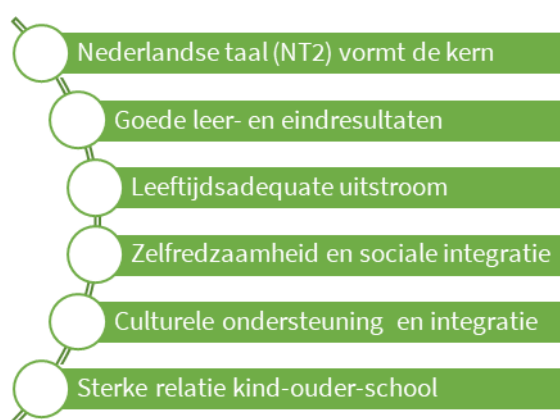 Nederlandse taal (NT2) vormt de kern
Goede leer- en eindresultaten
Leeftijdsadequate uitstroom
Zelfredzaamheid en sociale integratie
Culturele ondersteuning  en integratie
Sterke relatie kind-ouder-school